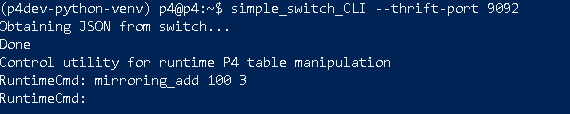 (p4dev-python-venv) p4@p4:~$ simple_switch_CLI --thrift-port 9092
Obtaining JSON from switch...
Done
Control utility for runtime P4 table manipulation
RuntimeCmd: mirroring_add 100 3
RuntimeCmd: